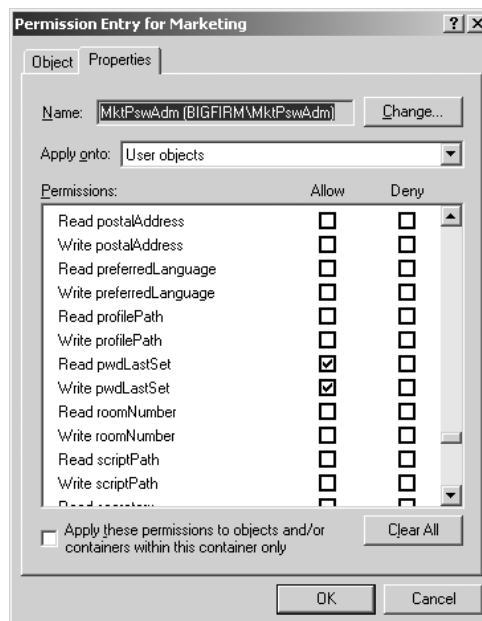 Permission Entry for Marketing
Object Properties
Name: MktPswAdm (BIGFIRM\MktPswAdm) Change...
Apply onto: User objects
Permissions: Allow Deny
Read postalAddress
Write postalAddress
Read preferredLanguage
Write preferredLanguage
Read profilePath
Write profilePath
Read pwdLastSet
Write pwdLastSet
Read roomNumber
Write roomNumber
Read scriptPath
Write scriptPath
Apply these permissions to objects and/or
containers within this container only
Clear All
OK Cancel